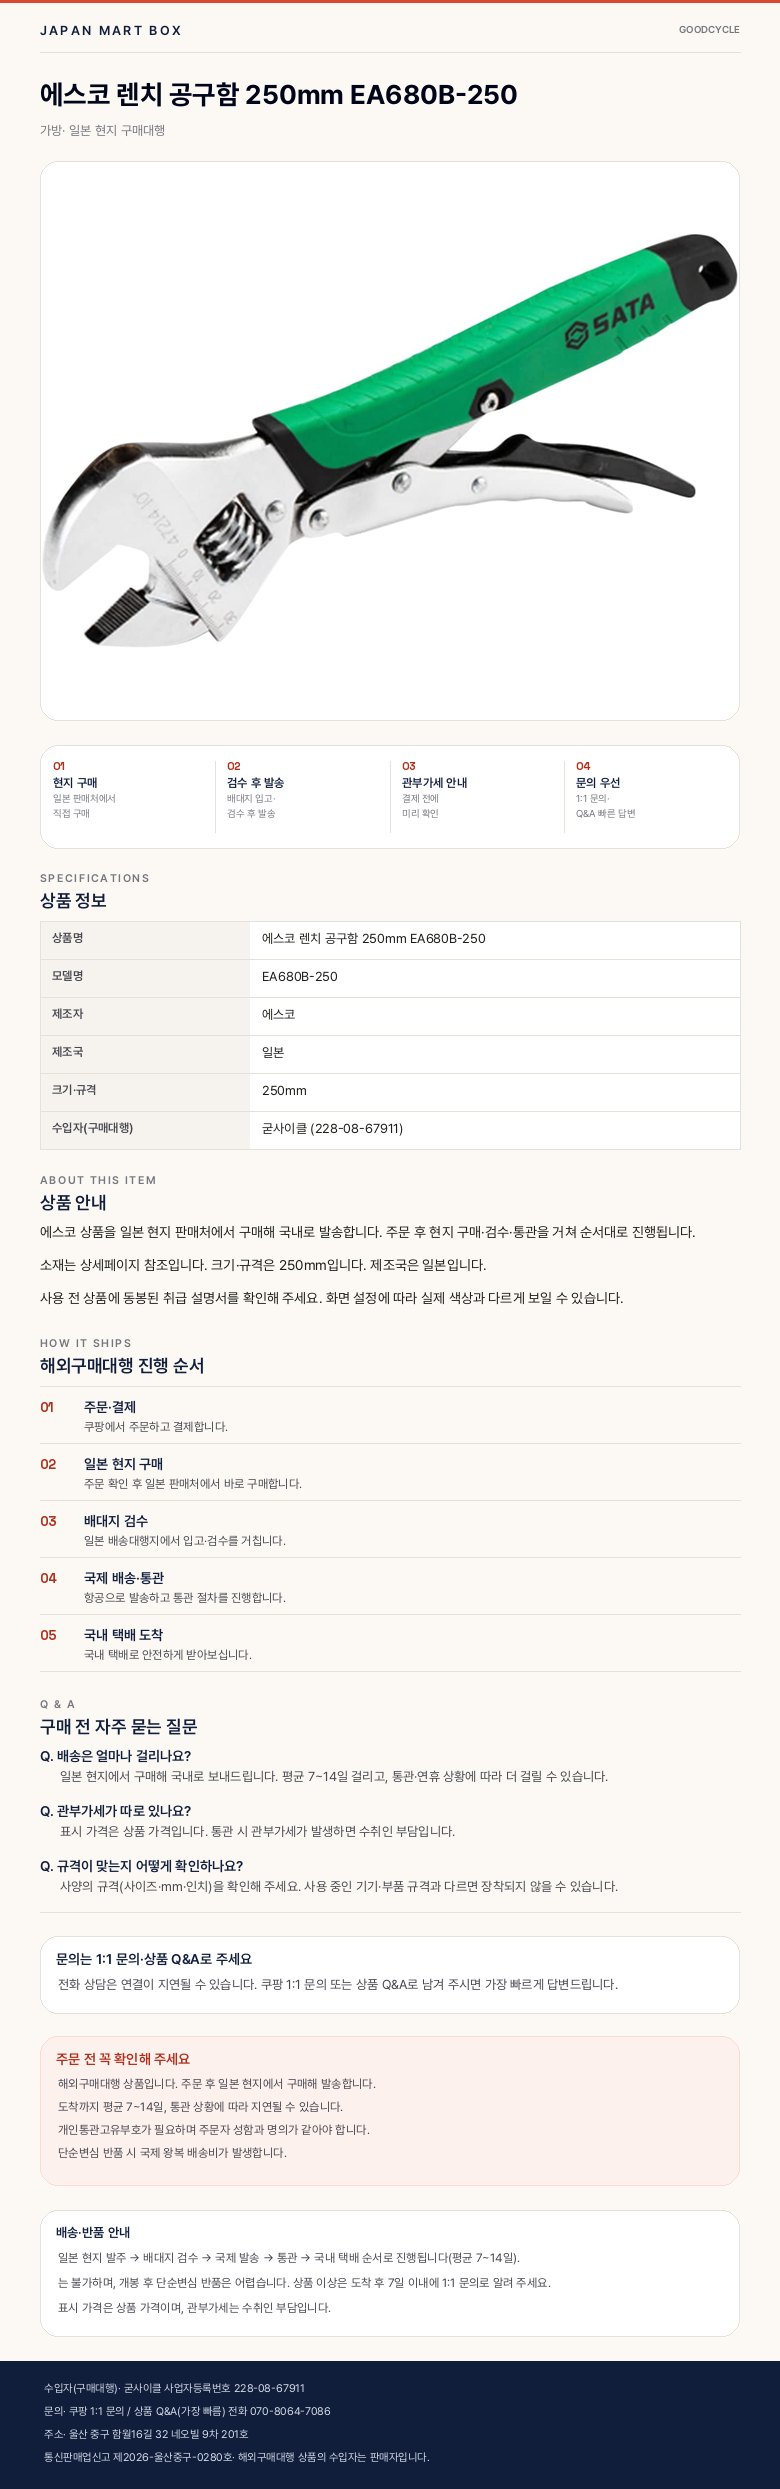 JAPAN MART BOX
GOODCYCLE
에스코 렌치 공구함 250mm EA680B-250
가방· 일본 현지 구매대행
SATA
0 472/4 10"
0 10 20 30
01
현지 구매
일본 판매처에서
직접 구매
02
검수 후 발송
배대지 입고·
검수 후 발송
03
관부가세 안내
결제 전에
미리 확인
04
문의 우선
1:1 문의·
Q&A 빠른 답변
SPECIFICATIONS
상품 정보
상품명 에스코 렌치 공구함 250mm EA680B-250
모델명 EA680B-250
제조자 에스코
제조국 일본
크기·규격 250mm
수입자(구매대행) 굳사이클 (228-08-67911)
ABOUT THIS ITEM
상품 안내
에스코 상품을 일본 현지 판매처에서 구매해 국내로 발송합니다. 주문 후 현지 구매·검수·통관을 거쳐 순서대로 진행됩니다.
소재는 상세페이지 참조입니다. 크기·규격은 250mm입니다. 제조국은 일본입니다.
사용 전 상품에 동봉된 취급 설명서를 확인해 주세요. 화면 설정에 따라 실제 색상과 다르게 보일 수 있습니다.
HOW IT SHIPS
해외구매대행 진행 순서
01 주문·결제
쿠팡에서 주문하고 결제합니다.
02 일본 현지 구매
주문 확인 후 일본 판매처에서 바로 구매합니다.
03 배대지 검수
일본 배송대행지에서 입고·검수를 거칩니다.
04 국제 배송·통관
항공으로 발송하고 통관 절차를 진행합니다.
05 국내 택배 도착
국내 택배로 안전하게 받아보십니다.
Q & A
구매 전 자주 묻는 질문
Q. 배송은 얼마나 걸리나요?
일본 현지에서 구매해 국내로 보내드립니다. 평균 7~14일 걸리고, 통관·연휴 상황에 따라 더 걸릴 수 있습니다.
Q. 관부가세가 따로 있나요?
표시 가격은 상품 가격입니다. 통관 시 관부가세가 발생하면 수취인 부담입니다.
Q. 규격이 맞는지 어떻게 확인하나요?
사양의 규격(사이즈·mm·인치)을 확인해 주세요. 사용 중인 기기·부품 규격과 다르면 장착되지 않을 수 있습니다.
문의는 1:1 문의·상품 Q&A로 주세요
전화 상담은 연결이 지연될 수 있습니다. 쿠팡 1:1 문의 또는 상품 Q&A로 남겨 주시면 가장 빠르게 답변드립니다.
주문 전 꼭 확인해 주세요
해외구매대행 상품입니다. 주문 후 일본 현지에서 구매해 발송합니다.
도착까지 평균 7~14일, 통관 상황에 따라 지연될 수 있습니다.
개인통관고유부호가 필요하며 주문자 성함과 명의가 같아야 합니다.
단순변심 반품 시 국제 왕복 배송비가 발생합니다.
배송·반품 안내
일본 현지 발주 → 배대지 검수 → 국제 발송 → 통관 → 국내 택배 순서로 진행됩니다(평균 7~14일).
는 불가하며, 개봉 후 단순변심 반품은 어렵습니다. 상품 이상은 도착 후 7일 이내에 1:1 문의로 알려 주세요.
표시 가격은 상품 가격이며, 관부가세는 수취인 부담입니다.
수입자(구매대행)· 굳사이클 사업자등록번호 228-08-67911
문의· 쿠팡 1:1 문의 / 상품 Q&A(가장 빠름) 전화 070-8064-7086
주소· 울산 중구 함월16길 32 네오빌 9차 201호
통신판매업신고 제2026-울산중구-0280호· 해외구매대행 상품의 수입자는 판매자입니다.